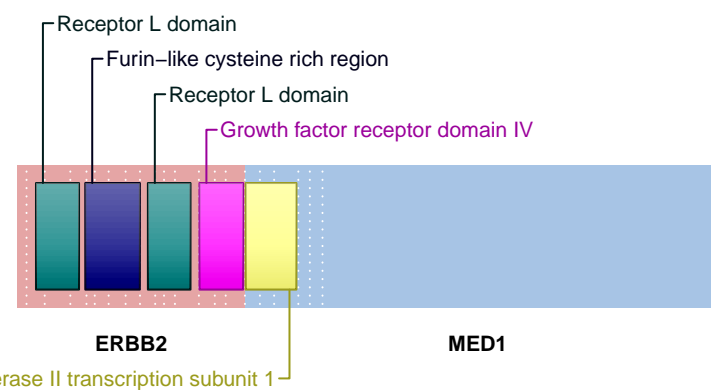 Receptor L domain
Furin−like cysteine rich region
Receptor L domain
Growth factor receptor domain IV
ERBB2
MED1
II transcription subunit 1